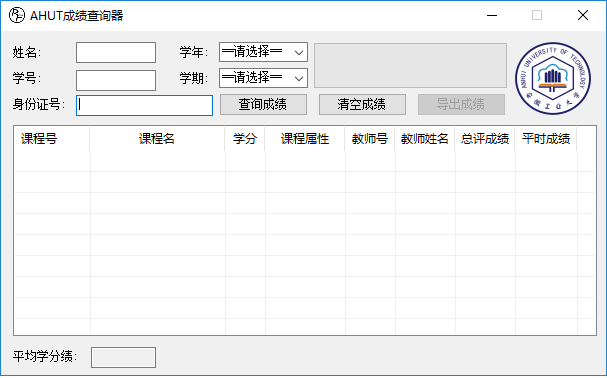 AHUT成绩查询器
姓名： 学年： ==请选择==
学号： 学期： ==请选择==
身份证号： 查询成绩 清空成绩 导出成绩
ANHUI UNIVERSITY OF TECHNOLOGY
安徽工业大学
课程号 课程名 学分 课程属性 教师号 教师姓名 总评成绩 平时成绩
平均学分绩：